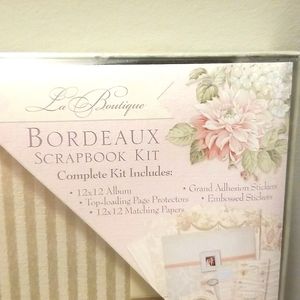 La Boutique
BORDEAUX
SCRAPBOOK KIT
Complete Kit Includes:
• 12x12 Album
• Grand Adhesion Stickers
• Top-loading Page Protectors
• Embossed Stickers
• 12x12 Matching Papers